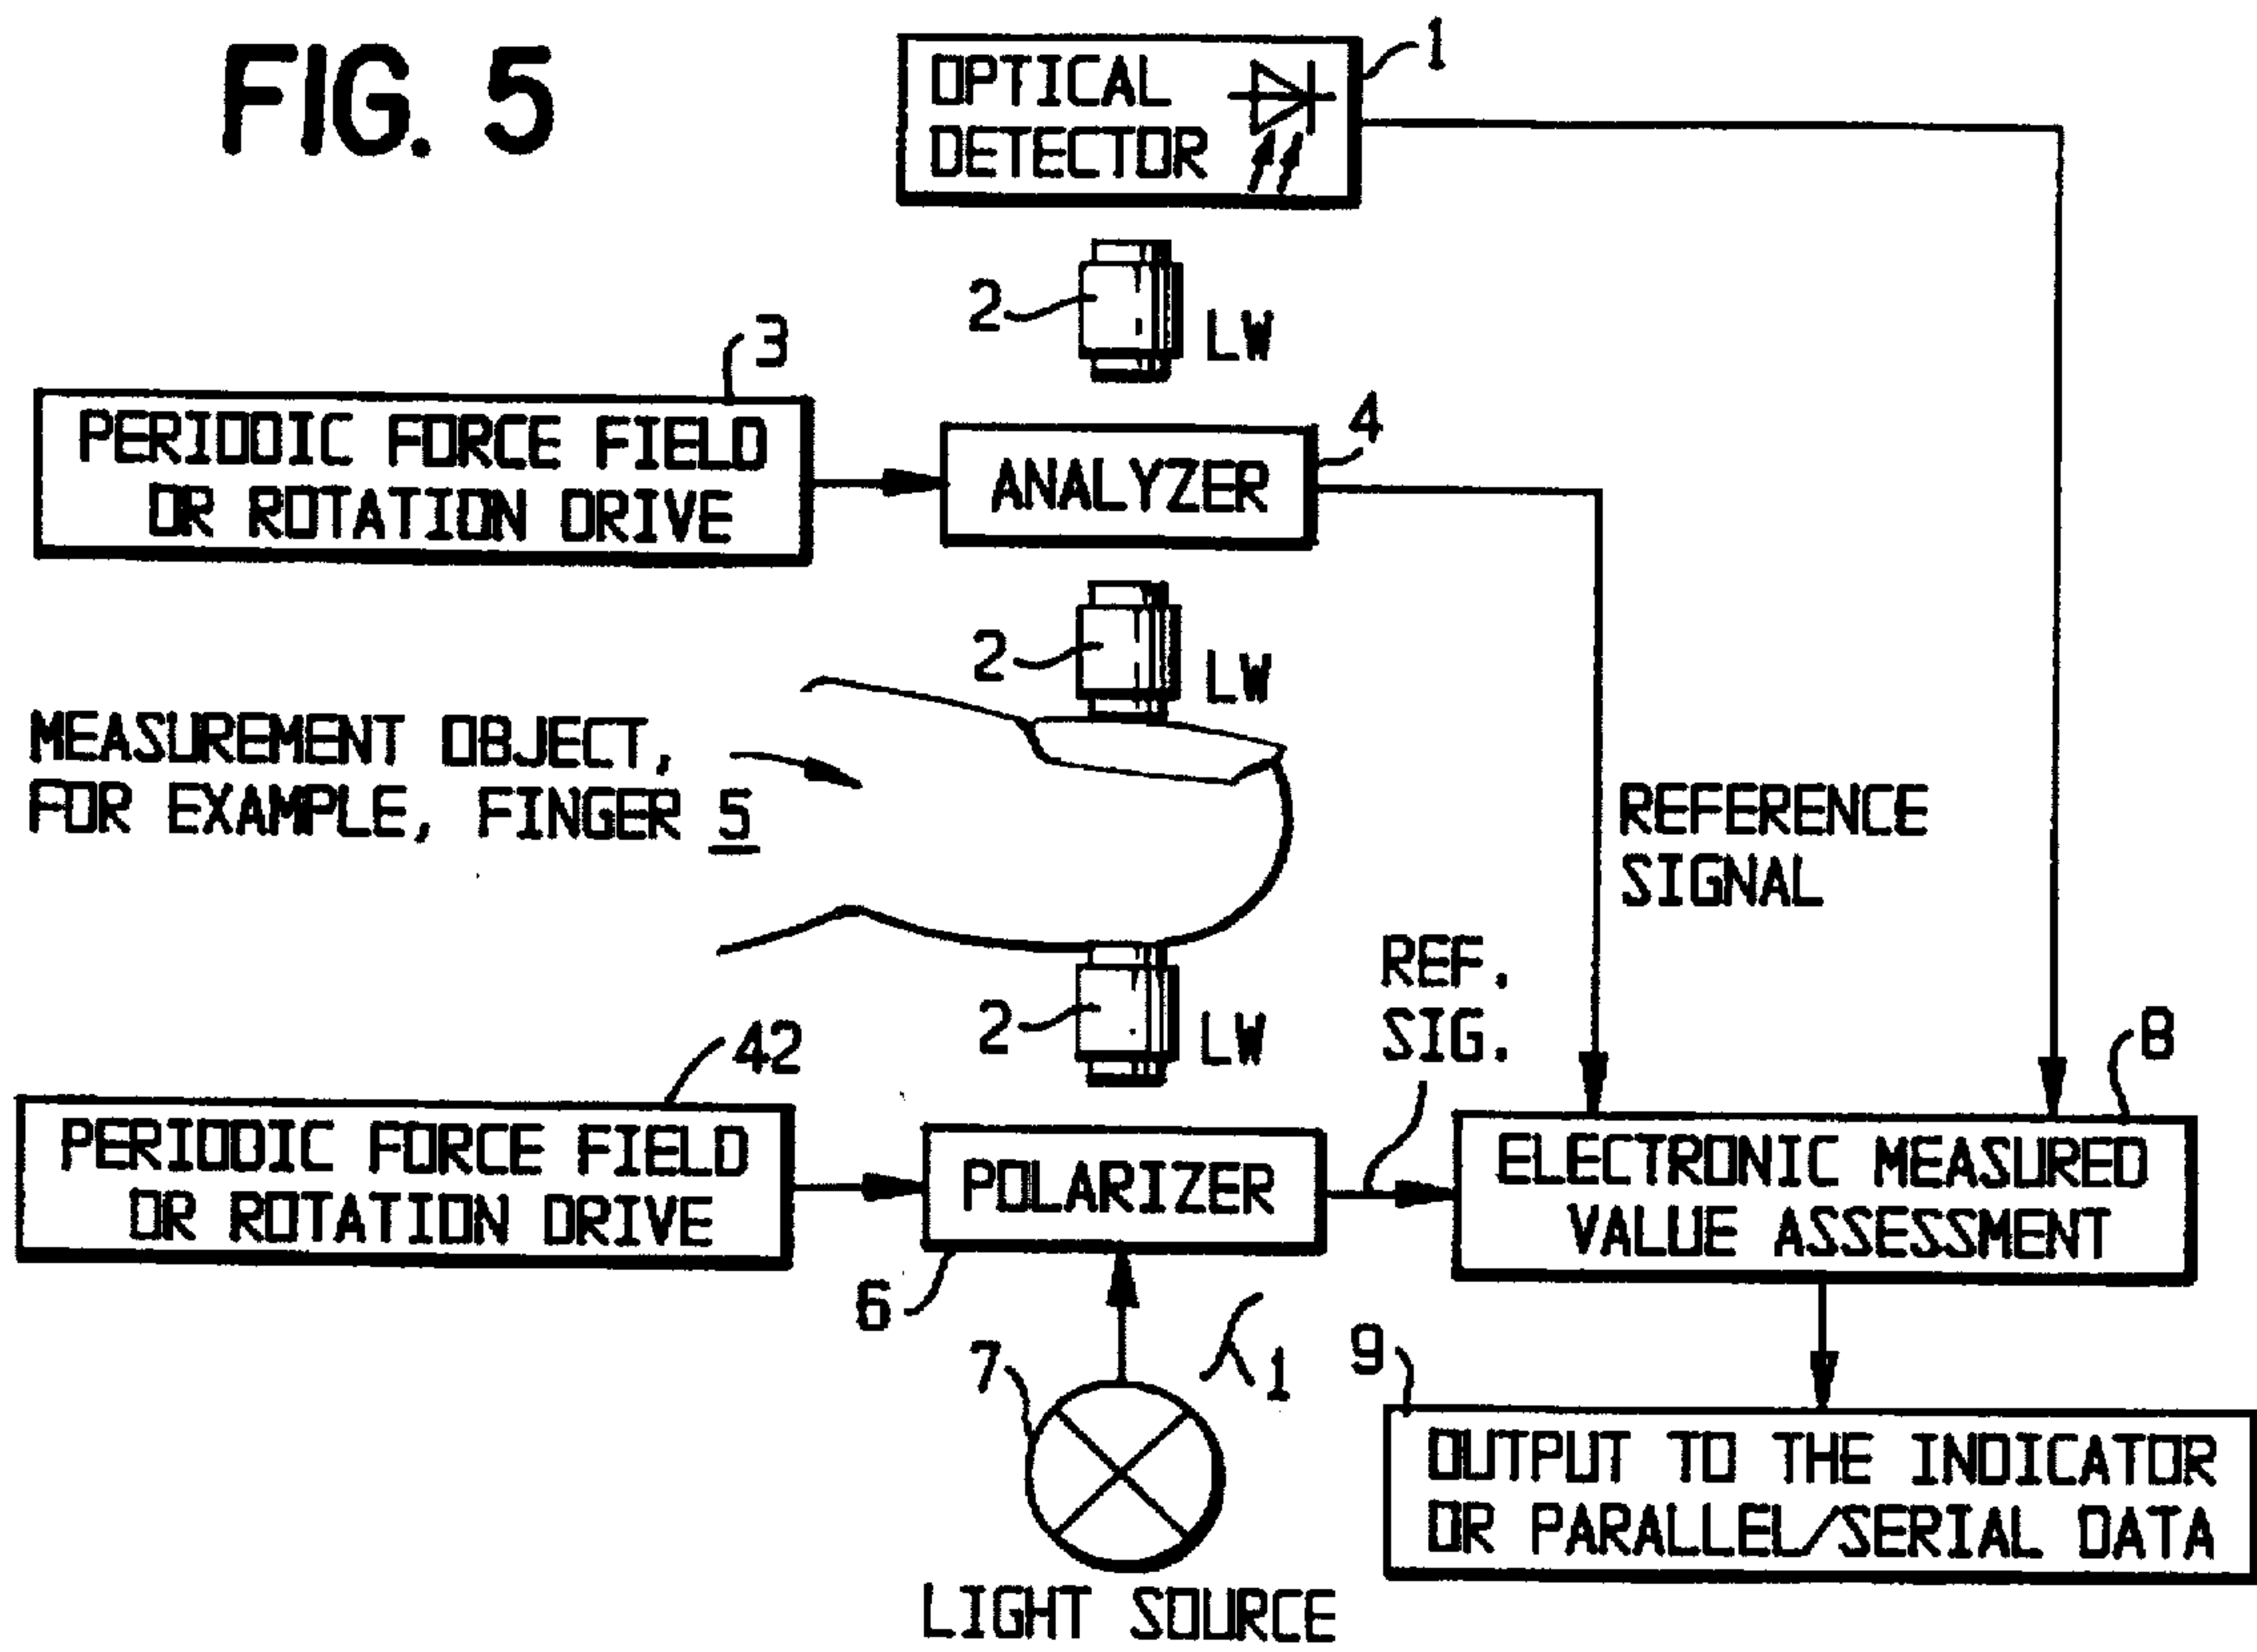 FIG. 5
OPTICAL
DETECTOR
1
2
LW
3
PERIODIC FORCE FIELD
OR ROTATION DRIVE
4
ANALYZER
2
LW
MEASUREMENT OBJECT,
FOR EXAMPLE, FINGER 5
REFERENCE
SIGNAL
REF.
SIG.
2
LW
42
8
PERIODIC FORCE FIELD
OR ROTATION DRIVE
POLARIZER
ELECTRONIC MEASURED
VALUE ASSESSMENT
6
7
λ1
9
OUTPUT TO THE INDICATOR
OR PARALLEL/SERIAL DATA
LIGHT SOURCE